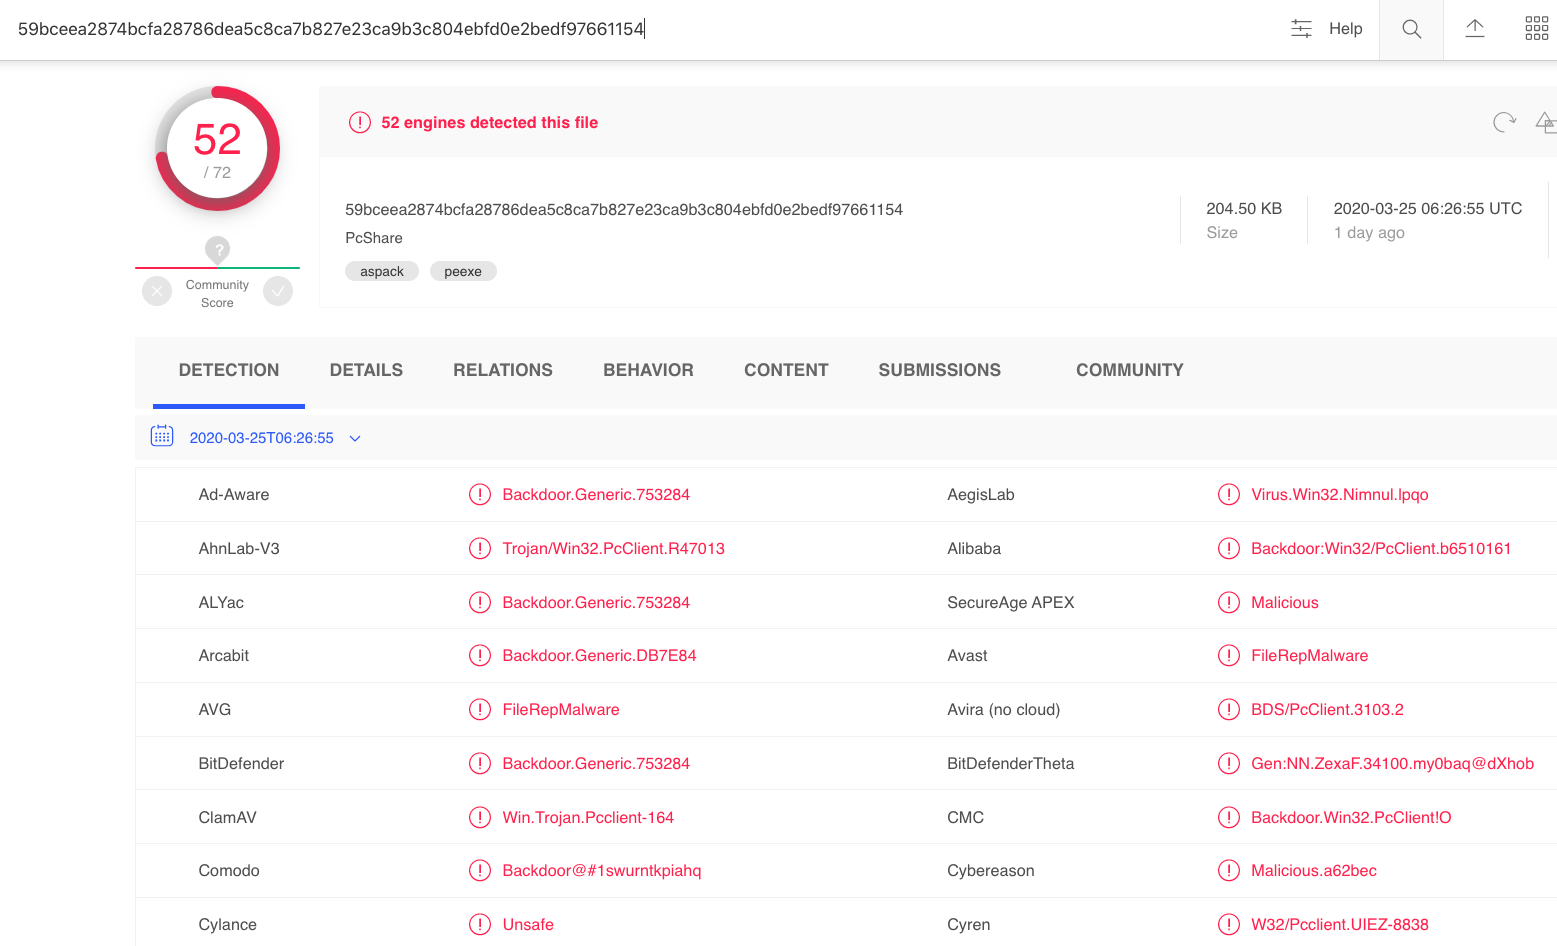 59bceea2874bcfa28786dea5c8ca7b827e23ca9b3c804ebfd0e2bedf97661154
Help
52
/ 72
?
Community
Score
52 engines detected this file
59bceea2874bcfa28786dea5c8ca7b827e23ca9b3c804ebfd0e2bedf97661154
PcShare
aspack peexe
204.50 KB
Size
2020-03-25 06:26:55 UTC
1 day ago
DETECTION DETAILS RELATIONS BEHAVIOR CONTENT SUBMISSIONS COMMUNITY
2020-03-25T06:26:55
Ad-Aware Backdoor.Generic.753284 AegisLab Virus.Win32.Nimnul.lpqo
AhnLab-V3 Trojan/Win32.PcClient.R47013 Alibaba Backdoor:Win32/PcClient.b6510161
ALYac Backdoor.Generic.753284 SecureAge APEX Malicious
Arcabit Backdoor.Generic.DB7E84 Avast FileRepMalware
AVG FileRepMalware Avira (no cloud) BDS/PcClient.3103.2
BitDefender Backdoor.Generic.753284 BitDefenderTheta Gen:NN.ZexaF.34100.my0baq@dXhob
ClamAV Win.Trojan.Pcclient-164 CMC Backdoor.Win32.PcClient!O
Comodo Backdoor@#1swurntkpiahq Cybereason Malicious.a62bec
Cylance Unsafe Cyren W32/Pcclient.UIEZ-8838